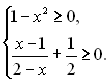 { 1 − x² ≥ 0,
(x − 1)/(2 − x) + 1/2 ≥ 0.